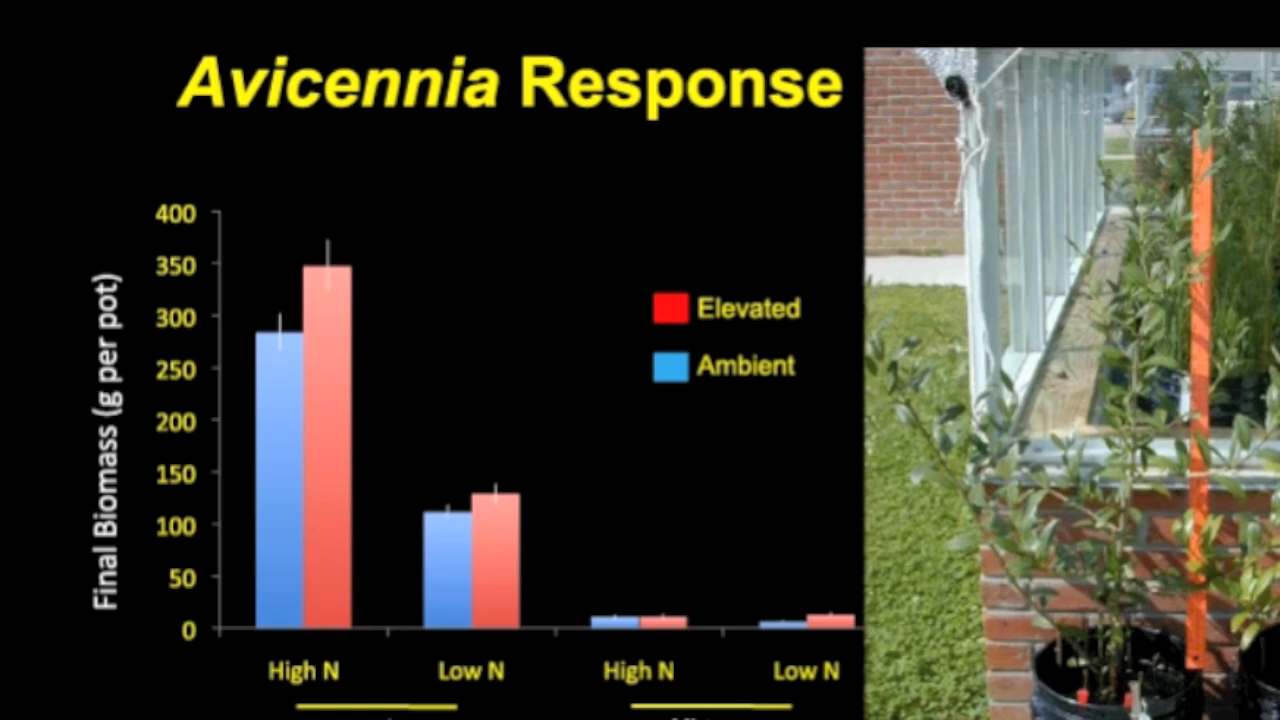 Avicennia Response
Final Biomass (g per pot)
400
350
300
250
200
150
100
50
0
Elevated
Ambient
High N
Low N
High N
Low N